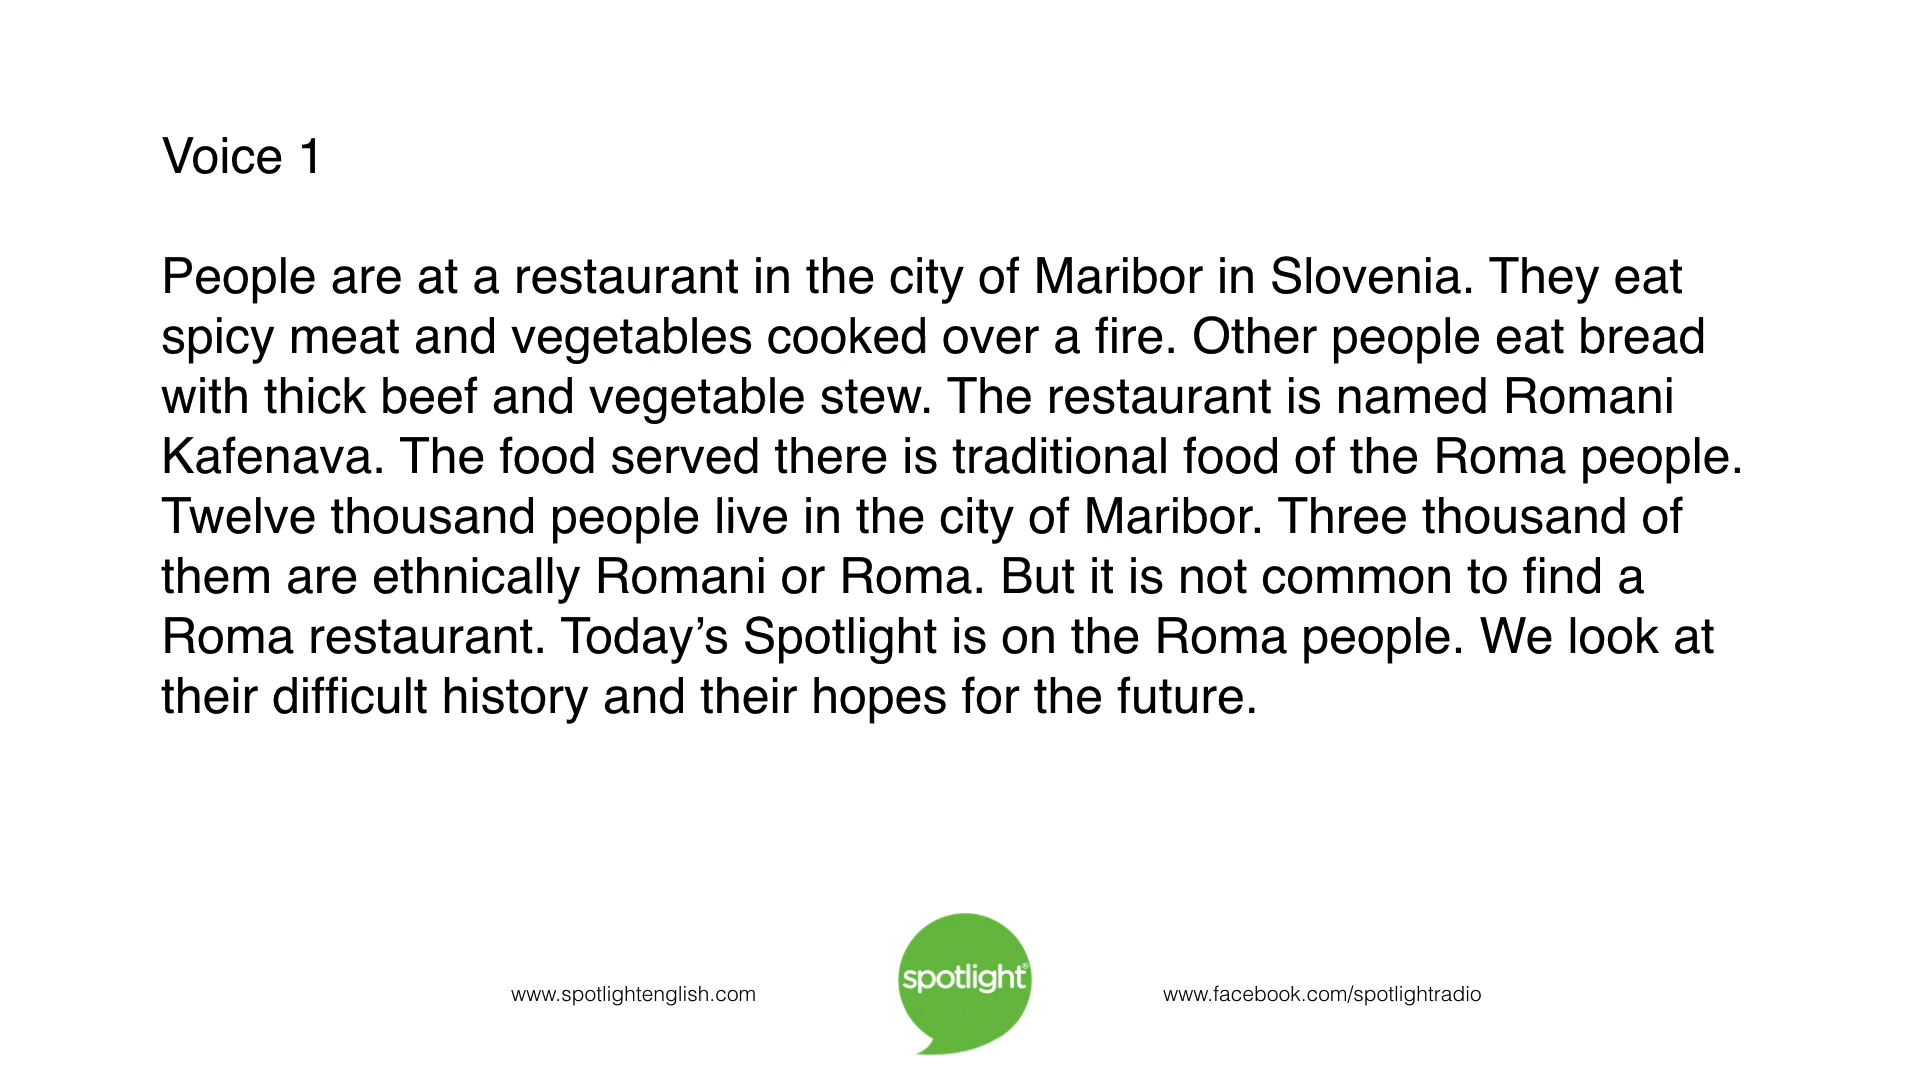 Voice 1
People are at a restaurant in the city of Maribor in Slovenia. They eat
spicy meat and vegetables cooked over a fire. Other people eat bread
with thick beef and vegetable stew. The restaurant is named Romani
Kafenava. The food served there is traditional food of the Roma people.
Twelve thousand people live in the city of Maribor. Three thousand of
them are ethnically Romani or Roma. But it is not common to find a
Roma restaurant. Today’s Spotlight is on the Roma people. We look at
their difficult history and their hopes for the future.
www.spotlightenglish.com
spotlight®
www.facebook.com/spotlightradio